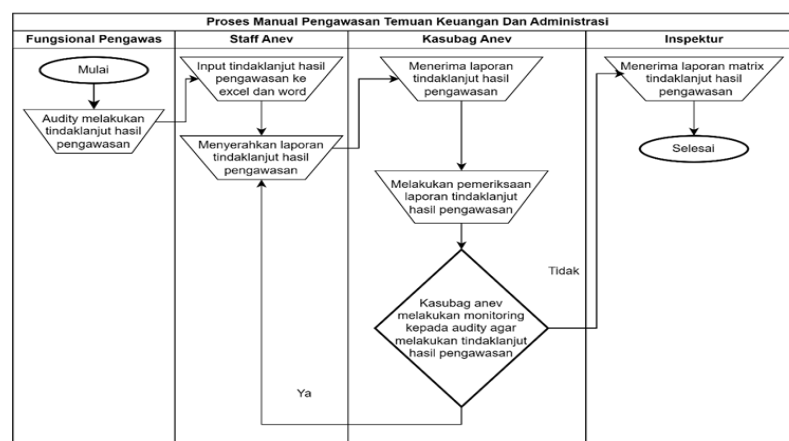 Proses Manual Pengawasan Temuan Keuangan Dan Administrasi
Fungsional Pengawas
Staff Anev
Kasubag Anev
Inspektur
Mulai
Audity melakukan
tindaklanjut hasil
pengawasan
Input tindaklanjut hasil
pengawasan ke
excel dan word
Menyerahkan laporan
tindaklanjut hasil
pengawasan
Menerima laporan
tindaklanjut hasil
pengawasan
Melakukan pemeriksaan
laporan tindaklanjut
hasil pengawasan
Kasubag anev
melakukan monitoring
kepada audity agar
melakukan tindaklanjut
hasil pengawasan
Ya
Tidak
Menerima laporan matrix
tindaklanjut hasil
pengawasan
Selesai